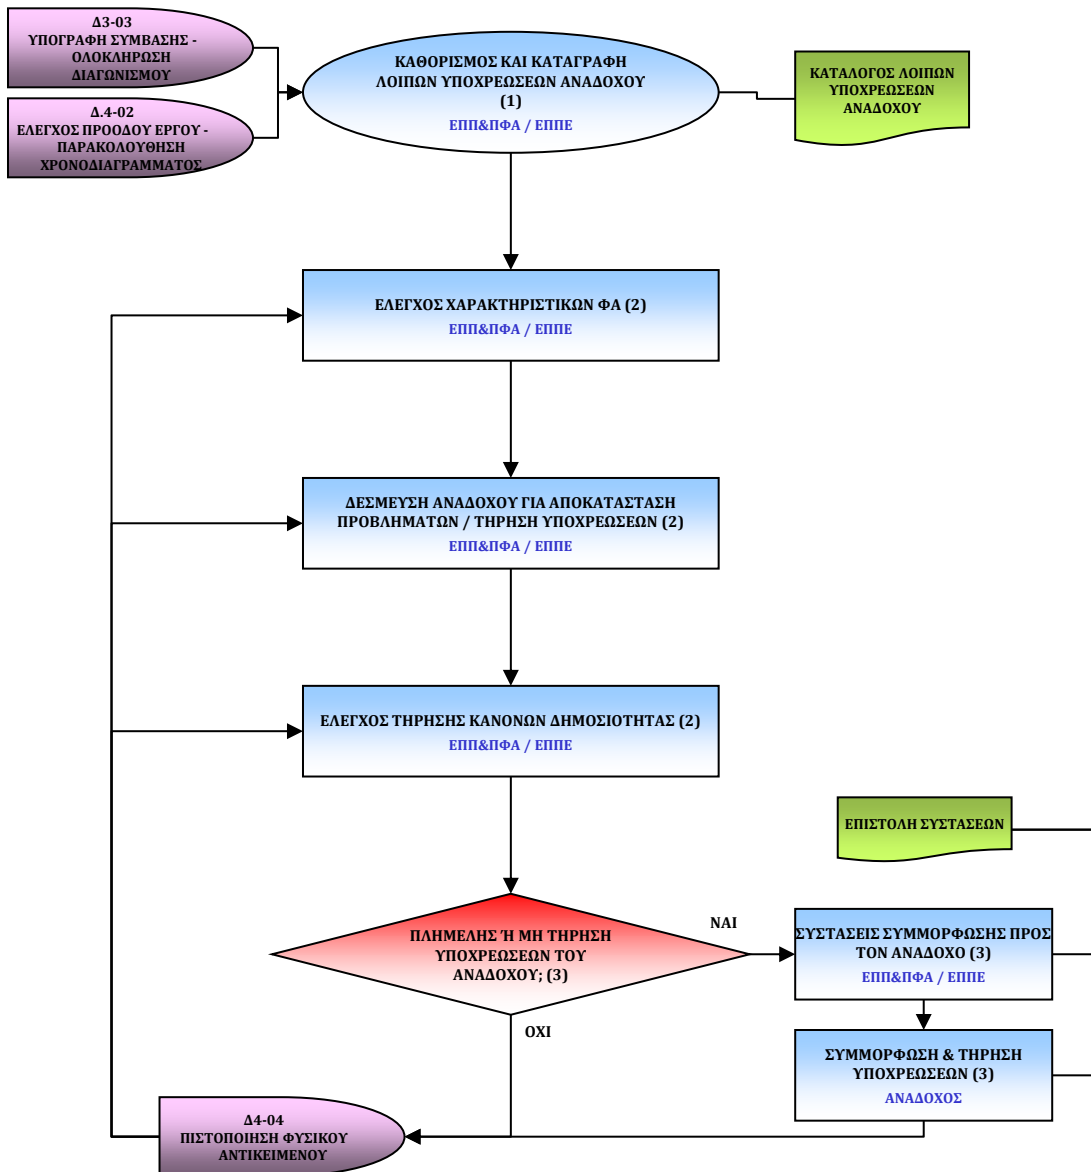 Δ3-03
ΥΠΟΓΡΑΦΗ ΣΥΜΒΑΣΗΣ -
ΟΛΟΚΛΗΡΩΣΗ
ΔΙΑΓΩΝΙΣΜΟΥ
Δ.4-02
ΕΛΕΓΧΟΣ ΠΡΟΟΔΟΥ ΕΡΓΟΥ -
ΠΑΡΑΚΟΛΟΥΘΗΣΗ
ΧΡΟΝΟΔΙΑΓΡΑΜΜΑΤΟΣ
ΚΑΘΟΡΙΣΜΟΣ ΚΑΙ ΚΑΤΑΓΡΑΦΗ
ΛΟΙΠΩΝ ΥΠΟΧΡΕΩΣΕΩΝ ΑΝΑΔΟΧΟΥ
(1)
ΕΠΠ&ΠΦΑ / ΕΠΠΕ
ΚΑΤΑΛΟΓΟΣ ΛΟΙΠΩΝ
ΥΠΟΧΡΕΩΣΕΩΝ
ΑΝΑΔΟΧΟΥ
ΕΛΕΓΧΟΣ ΧΑΡΑΚΤΗΡΙΣΤΙΚΩΝ ΦΑ (2)
ΕΠΠ&ΠΦΑ / ΕΠΠΕ
ΔΕΣΜΕΥΣΗ ΑΝΑΔΟΧΟΥ ΓΙΑ ΑΠΟΚΑΤΑΣΤΑΣΗ
ΠΡΟΒΛΗΜΑΤΩΝ / ΤΗΡΗΣΗ ΥΠΟΧΡΕΩΣΕΩΝ (2)
ΕΠΠ&ΠΦΑ / ΕΠΠΕ
ΕΛΕΓΧΟΣ ΤΗΡΗΣΗΣ ΚΑΝΟΝΩΝ ΔΗΜΟΣΙΟΤΗΤΑΣ (2)
ΕΠΠ&ΠΦΑ / ΕΠΠΕ
ΕΠΙΣΤΟΛΗ ΣΥΣΤΑΣΕΩΝ
ΠΛΗΜΕΛΗΣ Ή ΜΗ ΤΗΡΗΣΗ
ΥΠΟΧΡΕΩΣΕΩΝ ΤΟΥ
ΑΝΑΔΟΧΟΥ; (3)
ΝΑΙ
ΣΥΣΤΑΣΕΙΣ ΣΥΜΜΟΡΦΩΣΗΣ ΠΡΟΣ
ΤΟΝ ΑΝΑΔΟΧΟ (3)
ΕΠΠ&ΠΦΑ / ΕΠΠΕ
ΟΧΙ
ΣΥΜΜΟΡΦΩΣΗ & ΤΗΡΗΣΗ
ΥΠΟΧΡΕΩΣΕΩΝ (3)
ΑΝΑΔΟΧΟΣ
Δ4-04
ΠΙΣΤΟΠΟΙΗΣΗ ΦΥΣΙΚΟΥ
ΑΝΤΙΚΕΙΜΕΝΟΥ